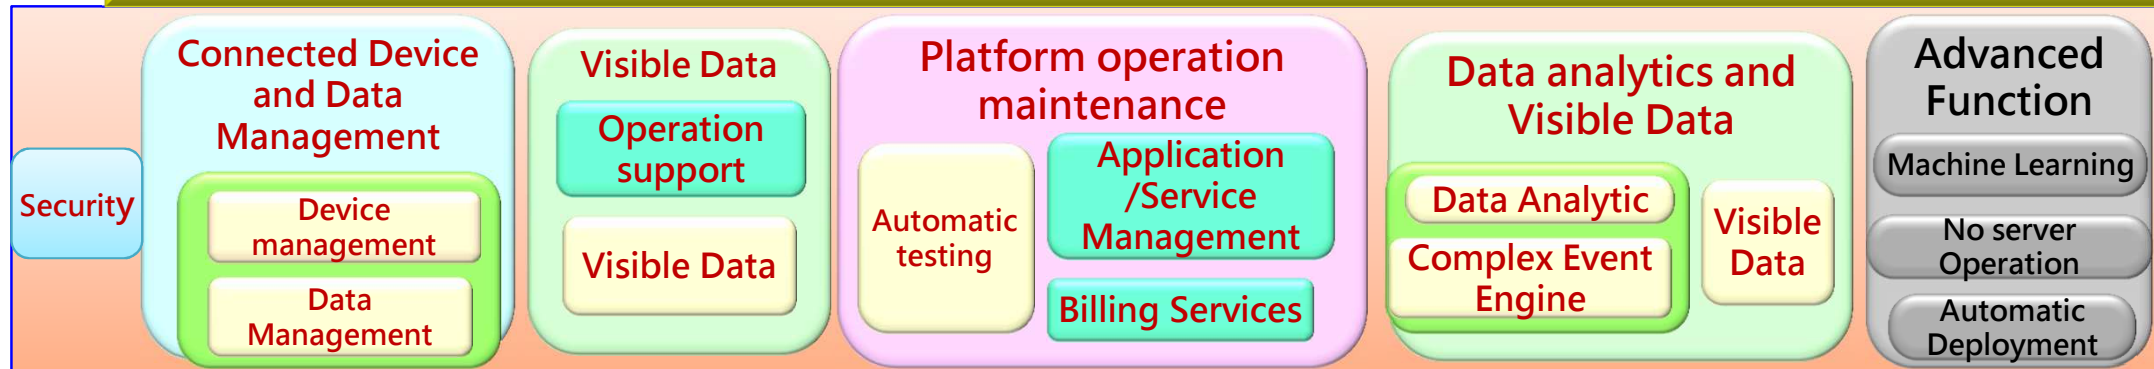 Security
Connected Device
and Data
Management
Device
management
Data
Management
Visible Data
Operation
support
Visible Data
Platform operation
maintenance
Automatic
testing
Application
/Service
Management
Billing Services
Data analytics and
Visible Data
Data Analytic
Complex Event
Engine
Visible
Data
Advanced
Function
Machine Learning
No server
Operation
Automatic
Deployment